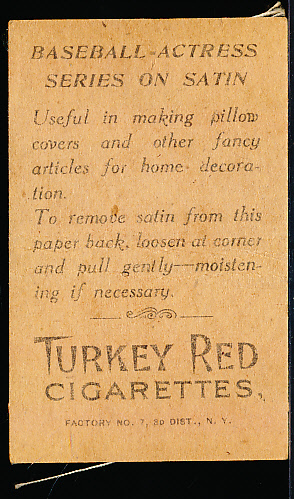 BASEBALL-ACTRESS
SERIES ON SATIN
Useful in making pillow
covers and other fancy
articles for home decora-
tion.
To remove satin from this
paper back, loosen at corner
and pull gently—moisten-
ing if necessary.
TURKEY RED
CIGARETTES,
FACTORY NO. 7, 3D DIST., N. Y.